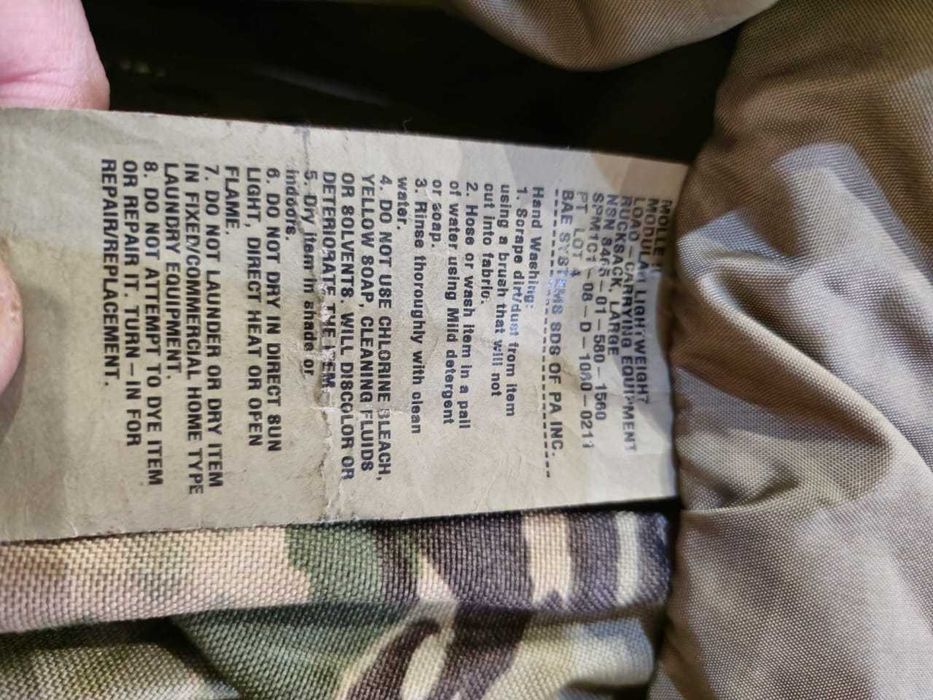 MOLLE
MODULAR LIGHTWEIGHT
LOAD-CARRYING EQUIPMENT
RUCKSACK, LARGE
NSN 8465-01-580-1560
SPM1C1-08-D-1080-0211
PT LOT 4
BAE SYSTEMS SDS OF PA INC.
Hand Washing:
1. Scrape dirt/dust from item
using a brush that will not
cut into fabric.
2. Hose or wash item in a pail
of water using Mild detergent
or soap.
3. Rinse thoroughly with clean
water.
4. DO NOT USE CHLORINE BLEACH,
YELLOW SOAP, CLEANING FLUIDS
OR SOLVENTS. WILL DISCOLOR OR
DETERIORATE THE ITEM.
5. Dry item in shade or
indoors.
6. DO NOT DRY IN DIRECT SUN
LIGHT, DIRECT HEAT OR OPEN
FLAME.
7. DO NOT LAUNDER OR DRY ITEM
IN FIXED/COMMERCIAL HOME TYPE
LAUNDRY EQUIPMENT.
8. DO NOT ATTEMPT TO DYE ITEM
OR REPAIR IT. TURN-IN FOR
REPAIR/REPLACEMENT.